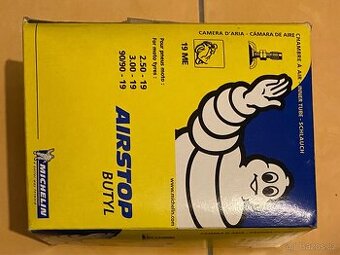 CAMERA D'ARIA - CÂMARA DE AIRE
CHAMBRE À AIR - INNER TUBE - SCHLAUCH
19 ME
Pour pneus moto :
For moto tyres :
2.50 - 19
3.00 - 19
90/90 - 19
AIRSTOP
BUTYL
www.michelin.com
MICHELIN